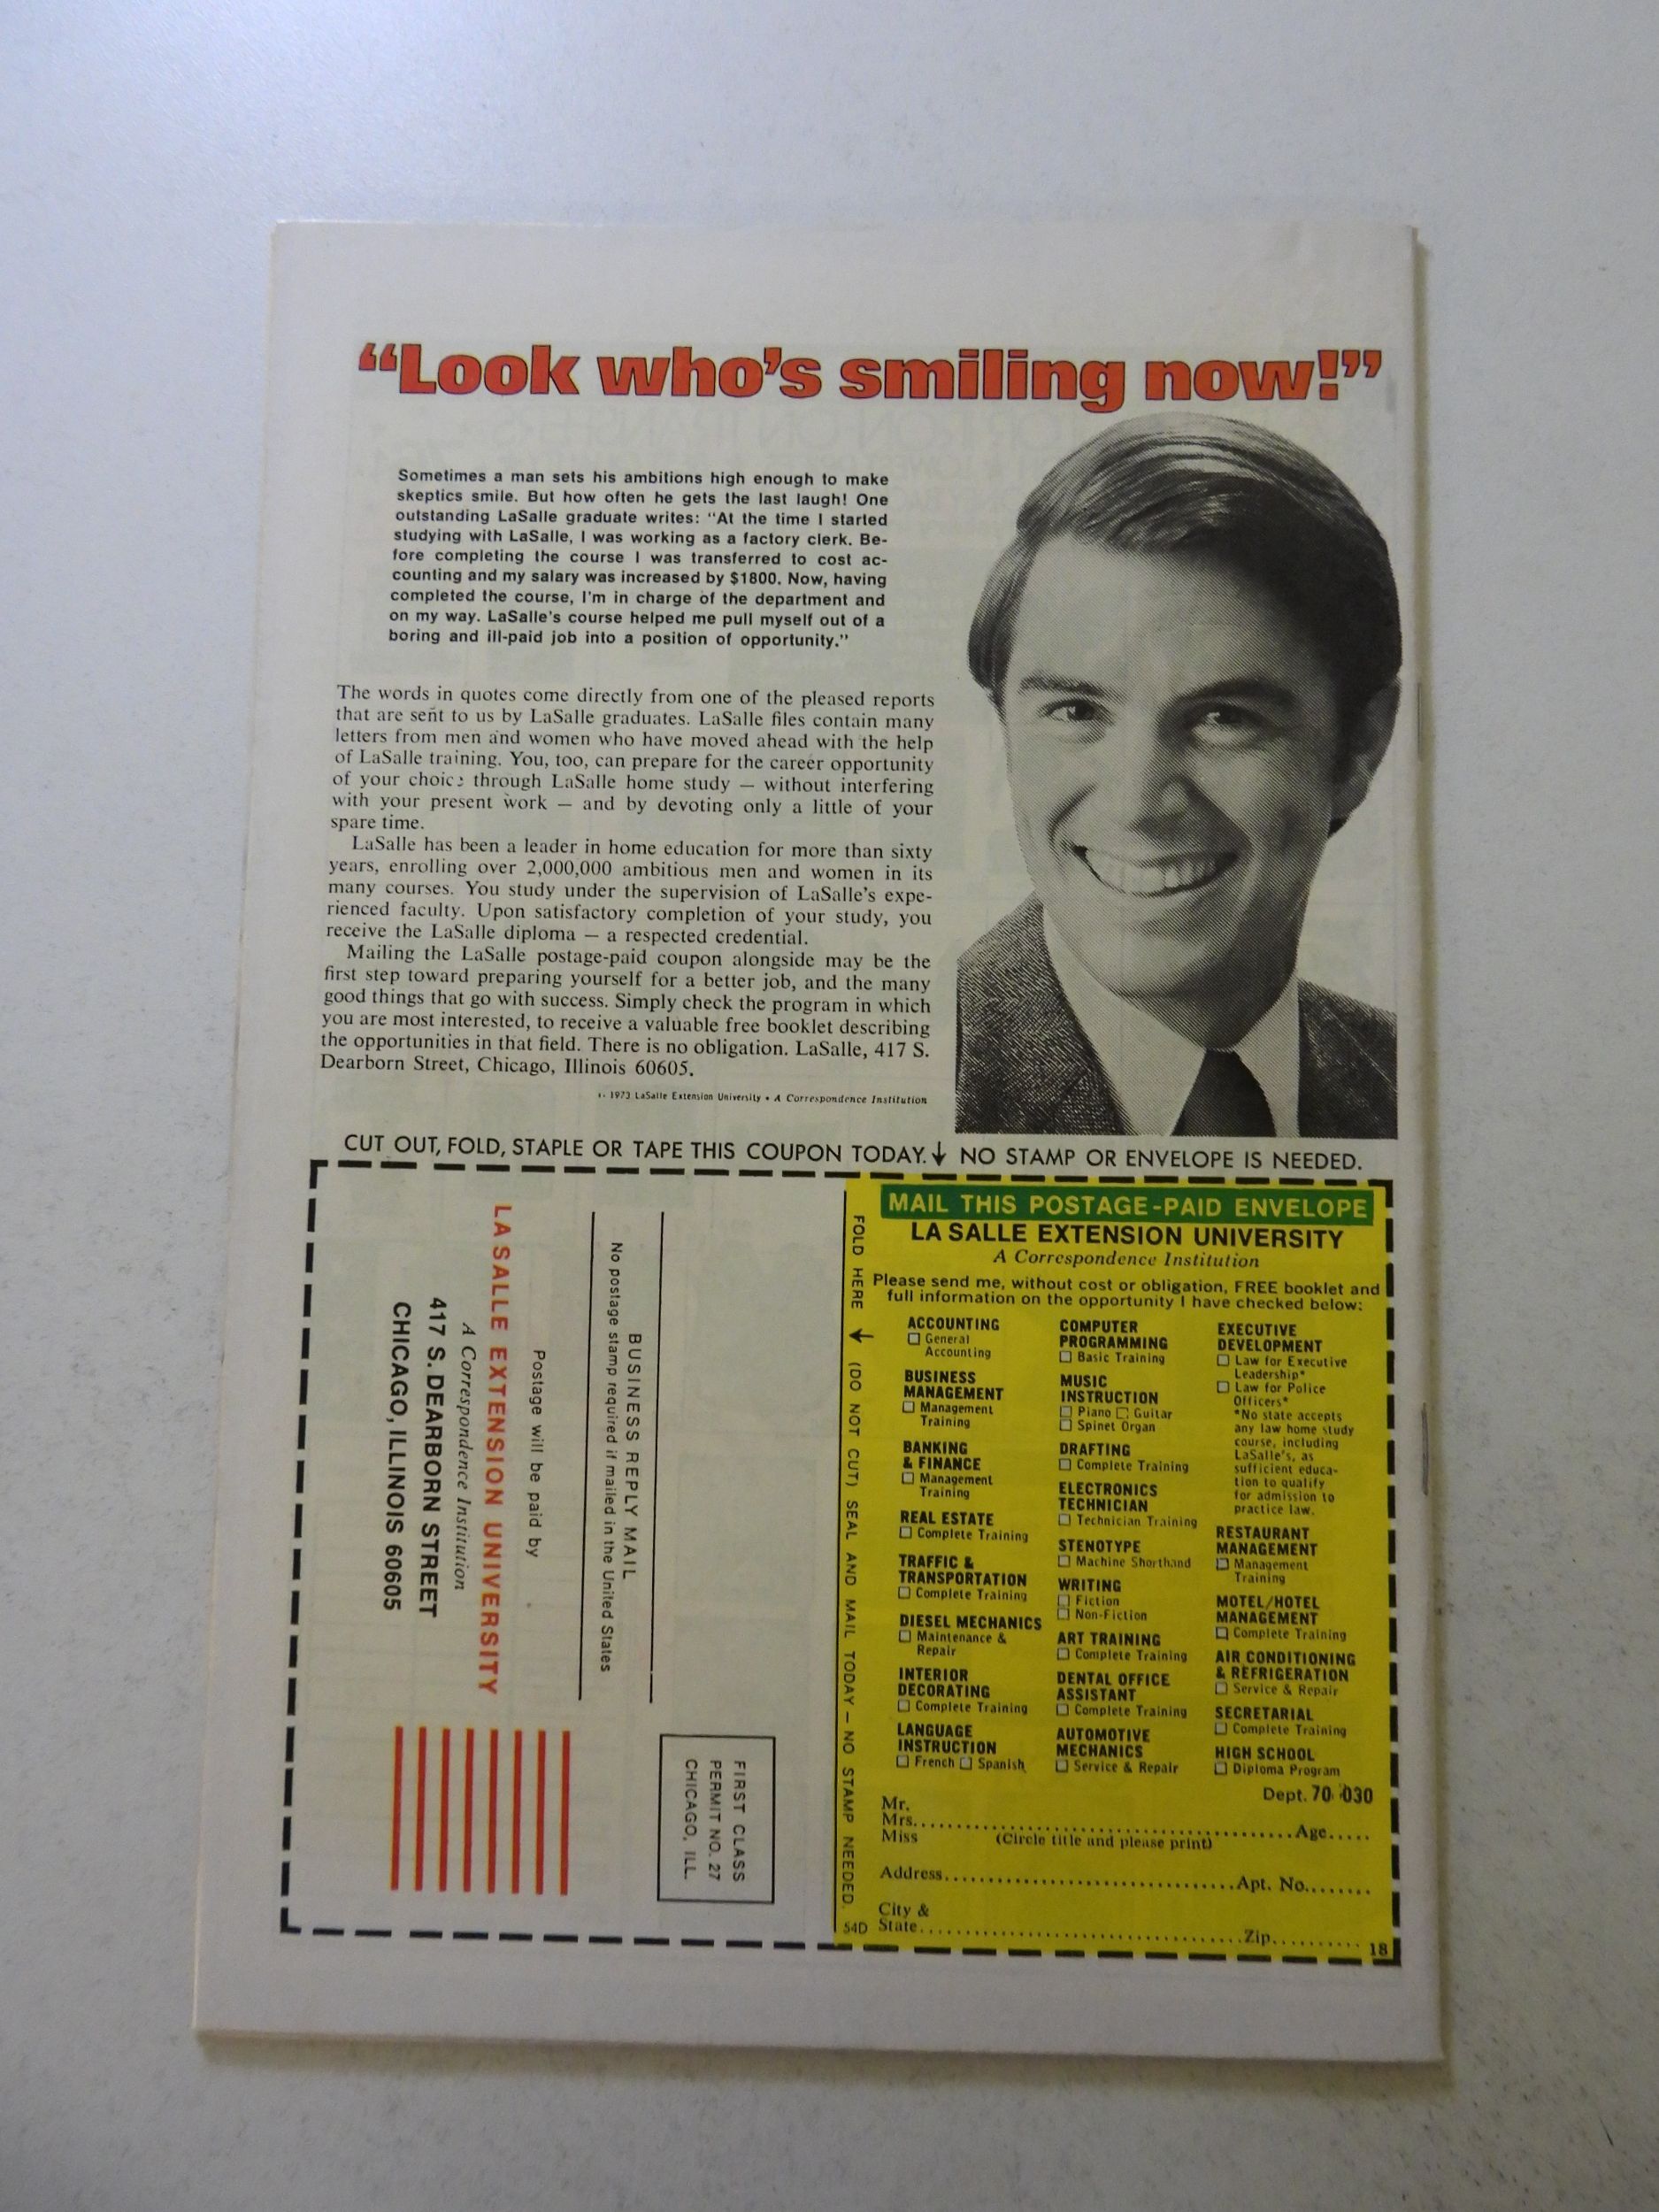 “Look who’s smiling now!”
Sometimes a man sets his ambitions high enough to make
skeptics smile. But how often he gets the last laugh! One
outstanding LaSalle graduate writes: “At the time I started
studying with LaSalle, I was working as a factory clerk. Be-
fore completing the course I was transferred to cost ac-
counting and my salary was increased by $1800. Now, having
completed the course, I’m in charge of the department and
on my way. LaSalle’s course helped me pull myself out of a
boring and ill-paid job into a position of opportunity.”
The words in quotes come directly from one of the pleased reports
that are sent to us by LaSalle graduates. LaSalle files contain many
letters from men and women who have moved ahead with the help
of LaSalle training. You, too, can prepare for the career opportunity
of your choice through LaSalle home study — without interfering
with your present work — and by devoting only a little of your
spare time.
LaSalle has been a leader in home education for more than sixty
years, enrolling over 2,000,000 ambitious men and women in its
many courses. You study under the supervision of LaSalle’s expe-
rienced faculty. Upon satisfactory completion of your study, you
receive the LaSalle diploma — a respected credential.
Mailing the LaSalle postage-paid coupon alongside may be the
first step toward preparing yourself for a better job, and the many
good things that go with success. Simply check the program in which
you are most interested, to receive a valuable free booklet describing
the opportunities in that field. There is no obligation. LaSalle, 417 S.
Dearborn Street, Chicago, Illinois 60605.
© 1973 LaSalle Extension University • A Correspondence Institution
CUT OUT, FOLD, STAPLE OR TAPE THIS COUPON TODAY. ↓ NO STAMP OR ENVELOPE IS NEEDED.
FIRST CLASS
PERMIT NO. 27
CHICAGO, ILL.
BUSINESS REPLY MAIL
No postage stamp required if mailed in the United States
Postage will be paid by
LA SALLE EXTENSION UNIVERSITY
A Correspondence Institution
417 S. DEARBORN STREET
CHICAGO, ILLINOIS 60605
FOLD HERE → (DO NOT CUT) SEAL AND MAIL TODAY — NO STAMP NEEDED.
54D
MAIL THIS POSTAGE-PAID ENVELOPE
LA SALLE EXTENSION UNIVERSITY
A Correspondence Institution
Please send me, without cost or obligation, FREE booklet and
full information on the opportunity I have checked below:
ACCOUNTING
☐ General
Accounting
BUSINESS
MANAGEMENT
☐ Management
Training
BANKING
& FINANCE
☐ Management
Training
REAL ESTATE
☐ Complete Training
TRAFFIC &
TRANSPORTATION
☐ Complete Training
DIESEL MECHANICS
☐ Maintenance &
Repair
INTERIOR
DECORATING
☐ Complete Training
LANGUAGE
INSTRUCTION
☐ French ☐ Spanish
COMPUTER
PROGRAMMING
☐ Basic Training
MUSIC
INSTRUCTION
☐ Piano ☐ Guitar
☐ Spinet Organ
DRAFTING
☐ Complete Training
ELECTRONICS
TECHNICIAN
☐ Technician Training
STENOTYPE
☐ Machine Shorthand
WRITING
☐ Fiction
☐ Non-Fiction
ART TRAINING
☐ Complete Training
DENTAL OFFICE
ASSISTANT
☐ Complete Training
AUTOMOTIVE
MECHANICS
☐ Service & Repair
EXECUTIVE
DEVELOPMENT
☐ Law for Executive
Leadership*
☐ Law for Police
Officers*
*No state accepts
any law home study
course, including
LaSalle’s, as
sufficient educa-
tion to qualify
for admission to
practice law.
RESTAURANT
MANAGEMENT
☐ Management
Training
MOTEL/HOTEL
MANAGEMENT
☐ Complete Training
AIR CONDITIONING
& REFRIGERATION
☐ Service & Repair
SECRETARIAL
☐ Complete Training
HIGH SCHOOL
☐ Diploma Program
Dept. 70-030
Mr.
Mrs. Age
Miss (Circle title and please print)
Address Apt. No.
City &
State Zip
18